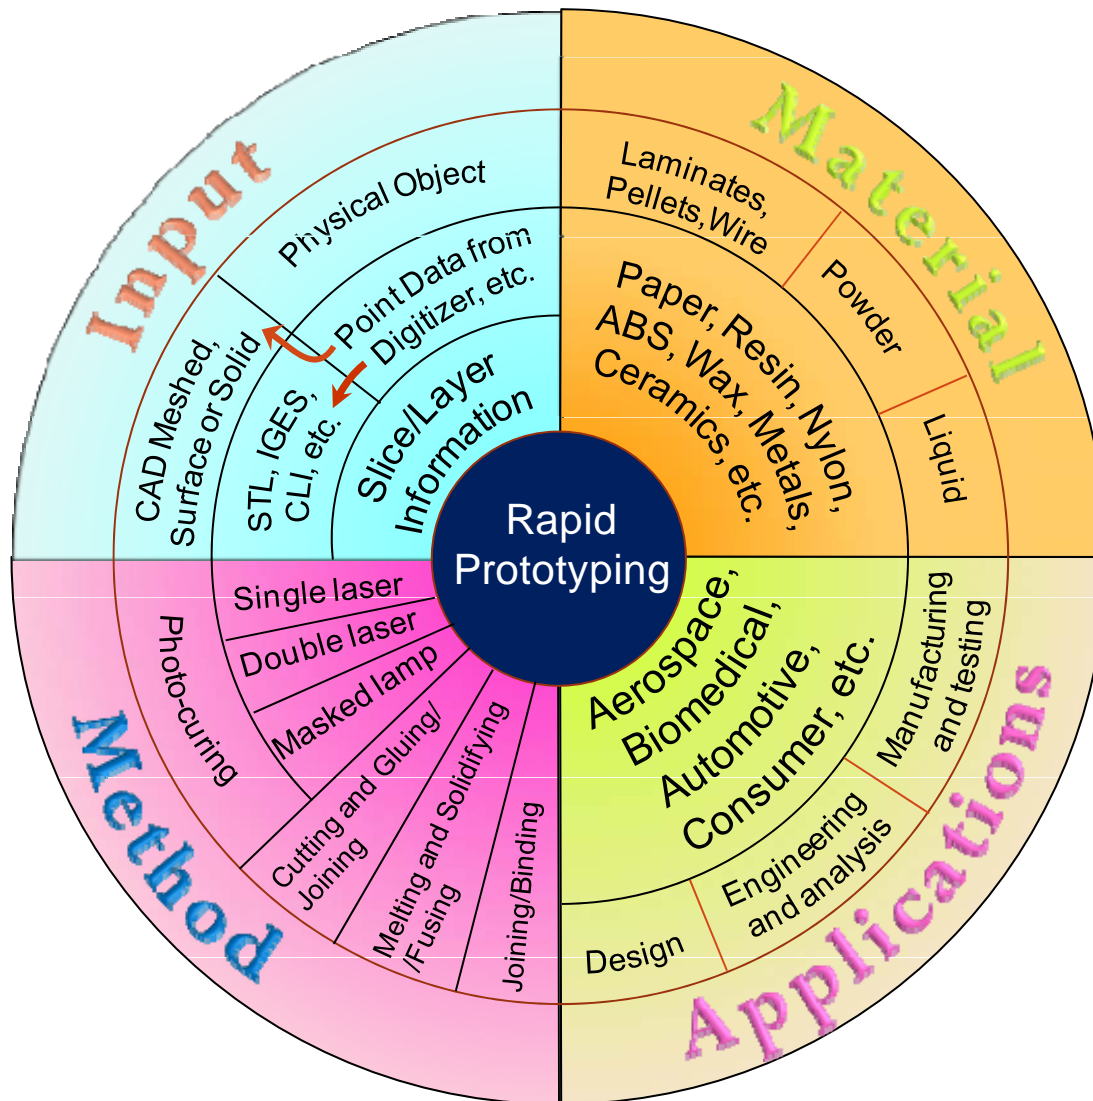 Input
Physical Object
Point Data from
Digitizer, etc.
CAD Meshed,
Surface or Solid
STL, IGES,
CLI, etc.
Slice/Layer
Information
Material
Laminates,
Pellets,Wire
Powder
Liquid
Paper, Resin, Nylon,
ABS, Wax, Metals,
Ceramics, etc.
Rapid
Prototyping
Method
Photo-curing
Single laser
Double laser
Masked lamp
Cutting and Gluing/
Joining
Melting and Solidifying
/Fusing
Joining/Binding
Applications
Aerospace,
Biomedical,
Automotive,
Consumer, etc.
Manufacturing
and testing
Engineering
and analysis
Design